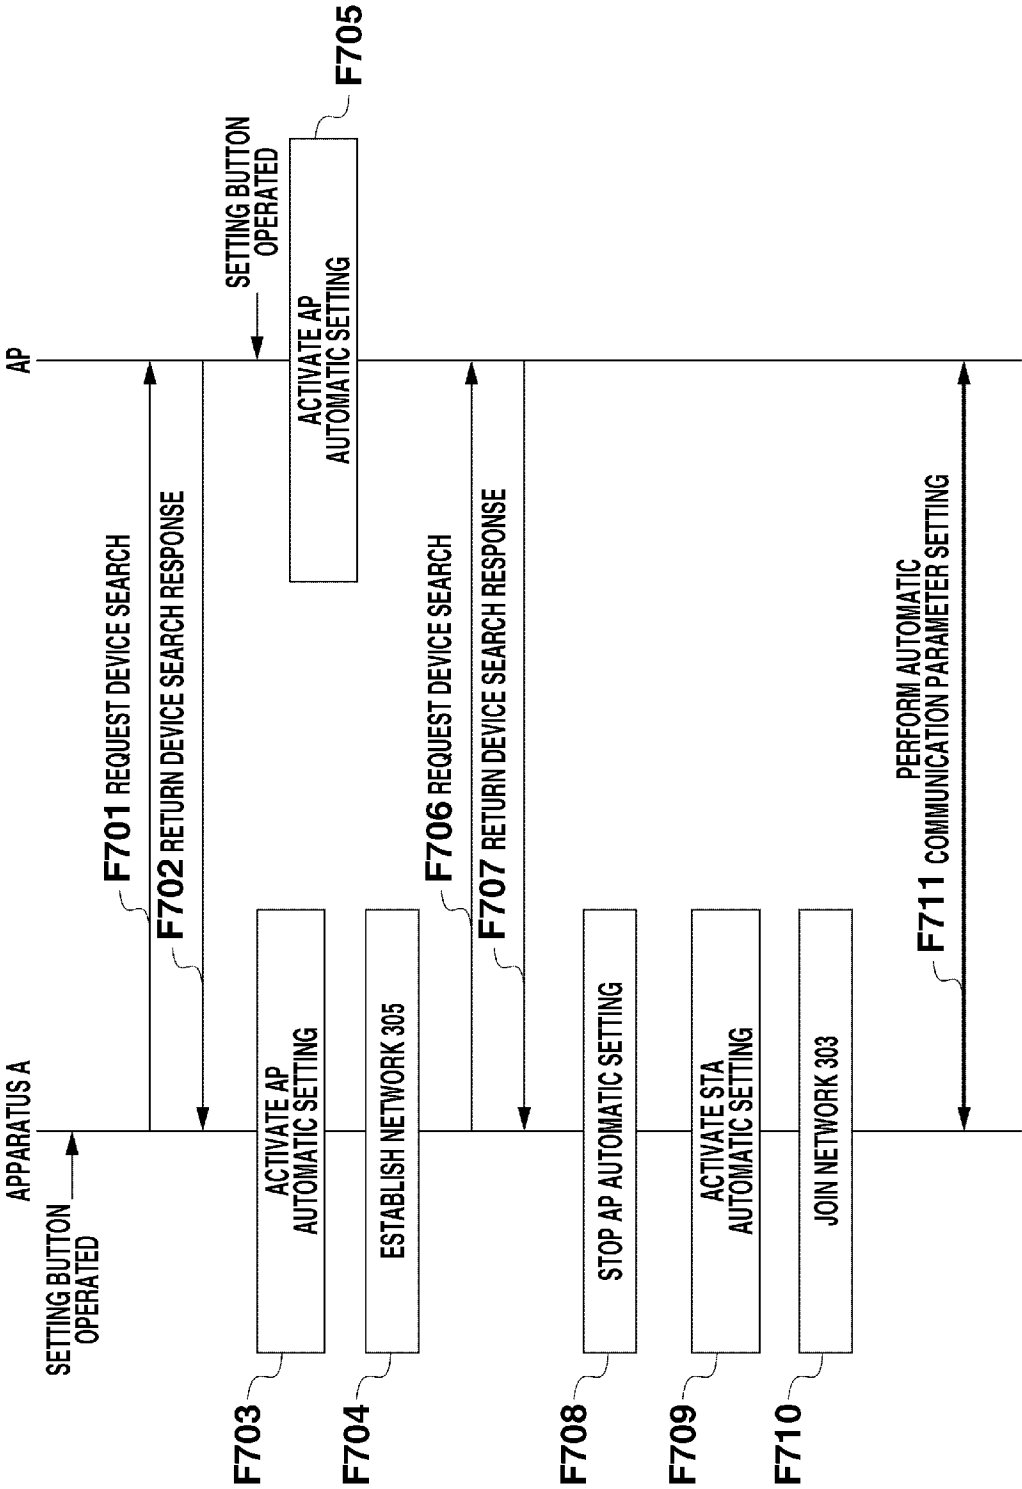 APPARATUS A
AP
SETTING BUTTON
OPERATED
F701 REQUEST DEVICE SEARCH
F702 RETURN DEVICE SEARCH RESPONSE
SETTING BUTTON
OPERATED
F703
ACTIVATE AP
AUTOMATIC SETTING
ACTIVATE AP
AUTOMATIC SETTING
F705
F704
ESTABLISH NETWORK 305
F706 REQUEST DEVICE SEARCH
F707 RETURN DEVICE SEARCH RESPONSE
F708
STOP AP AUTOMATIC SETTING
F709
ACTIVATE STA
AUTOMATIC SETTING
F710
JOIN NETWORK 303
PERFORM AUTOMATIC
F711 COMMUNICATION PARAMETER SETTING